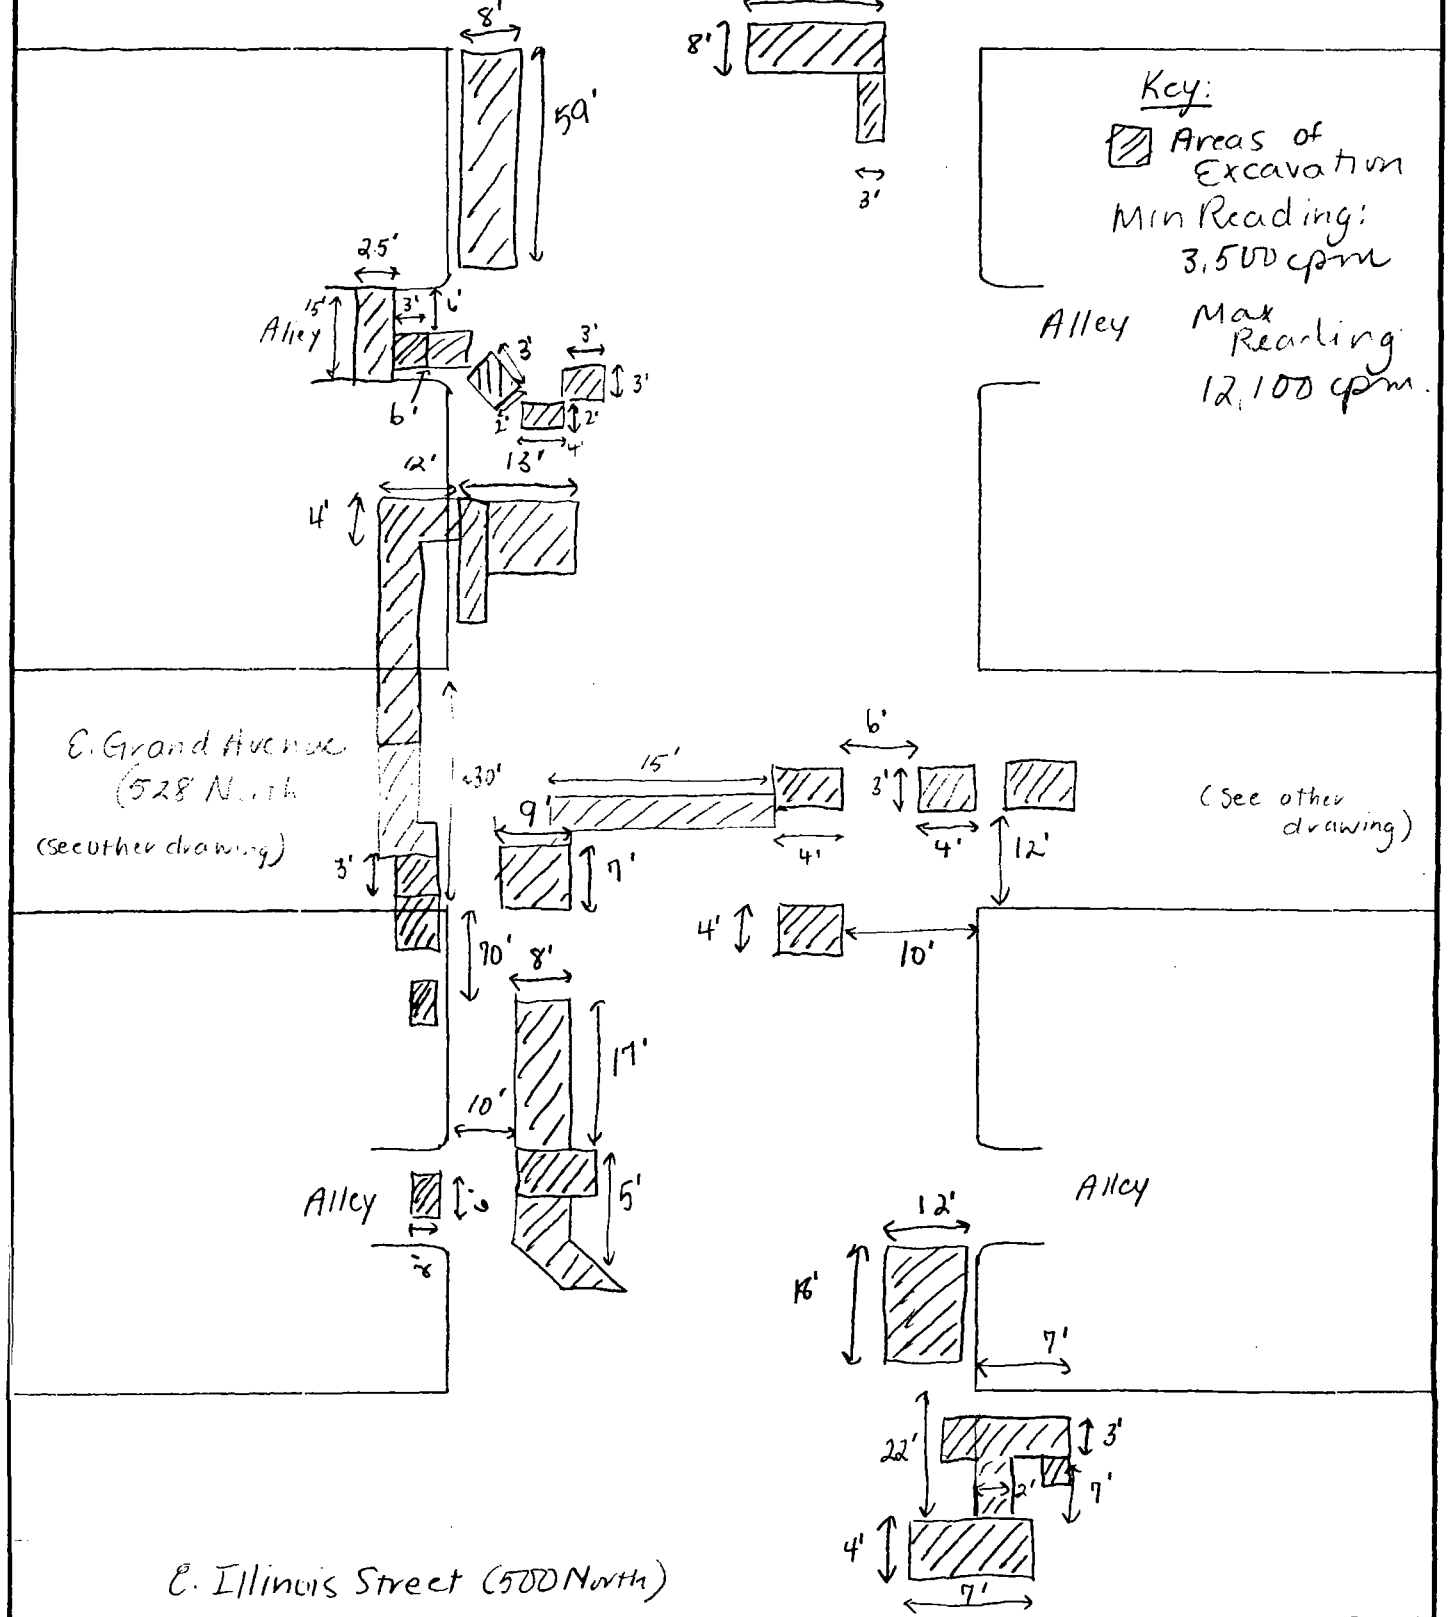 8'
8'
59'
3'
Key:
Areas of
Excavation
Min Reading:
3,500 cpm
Max
Reading
12,100 cpm.
2.5'
15'
3'
6'
Alley
Alley
6'
3'
2'
3'
3'
2'
4'
12'
13'
4'
E. Grand Avenue
(528 North
(see other drawing)
30'
15'
6'
9'
3'
4'
4'
12'
(see other
drawing)
3'
7'
4'
10'
70'
8'
17'
10'
Alley
5'
Alley
12'
18'
7'
22'
3'
2'
7'
4'
7'
E. Illinois Street (500 North)